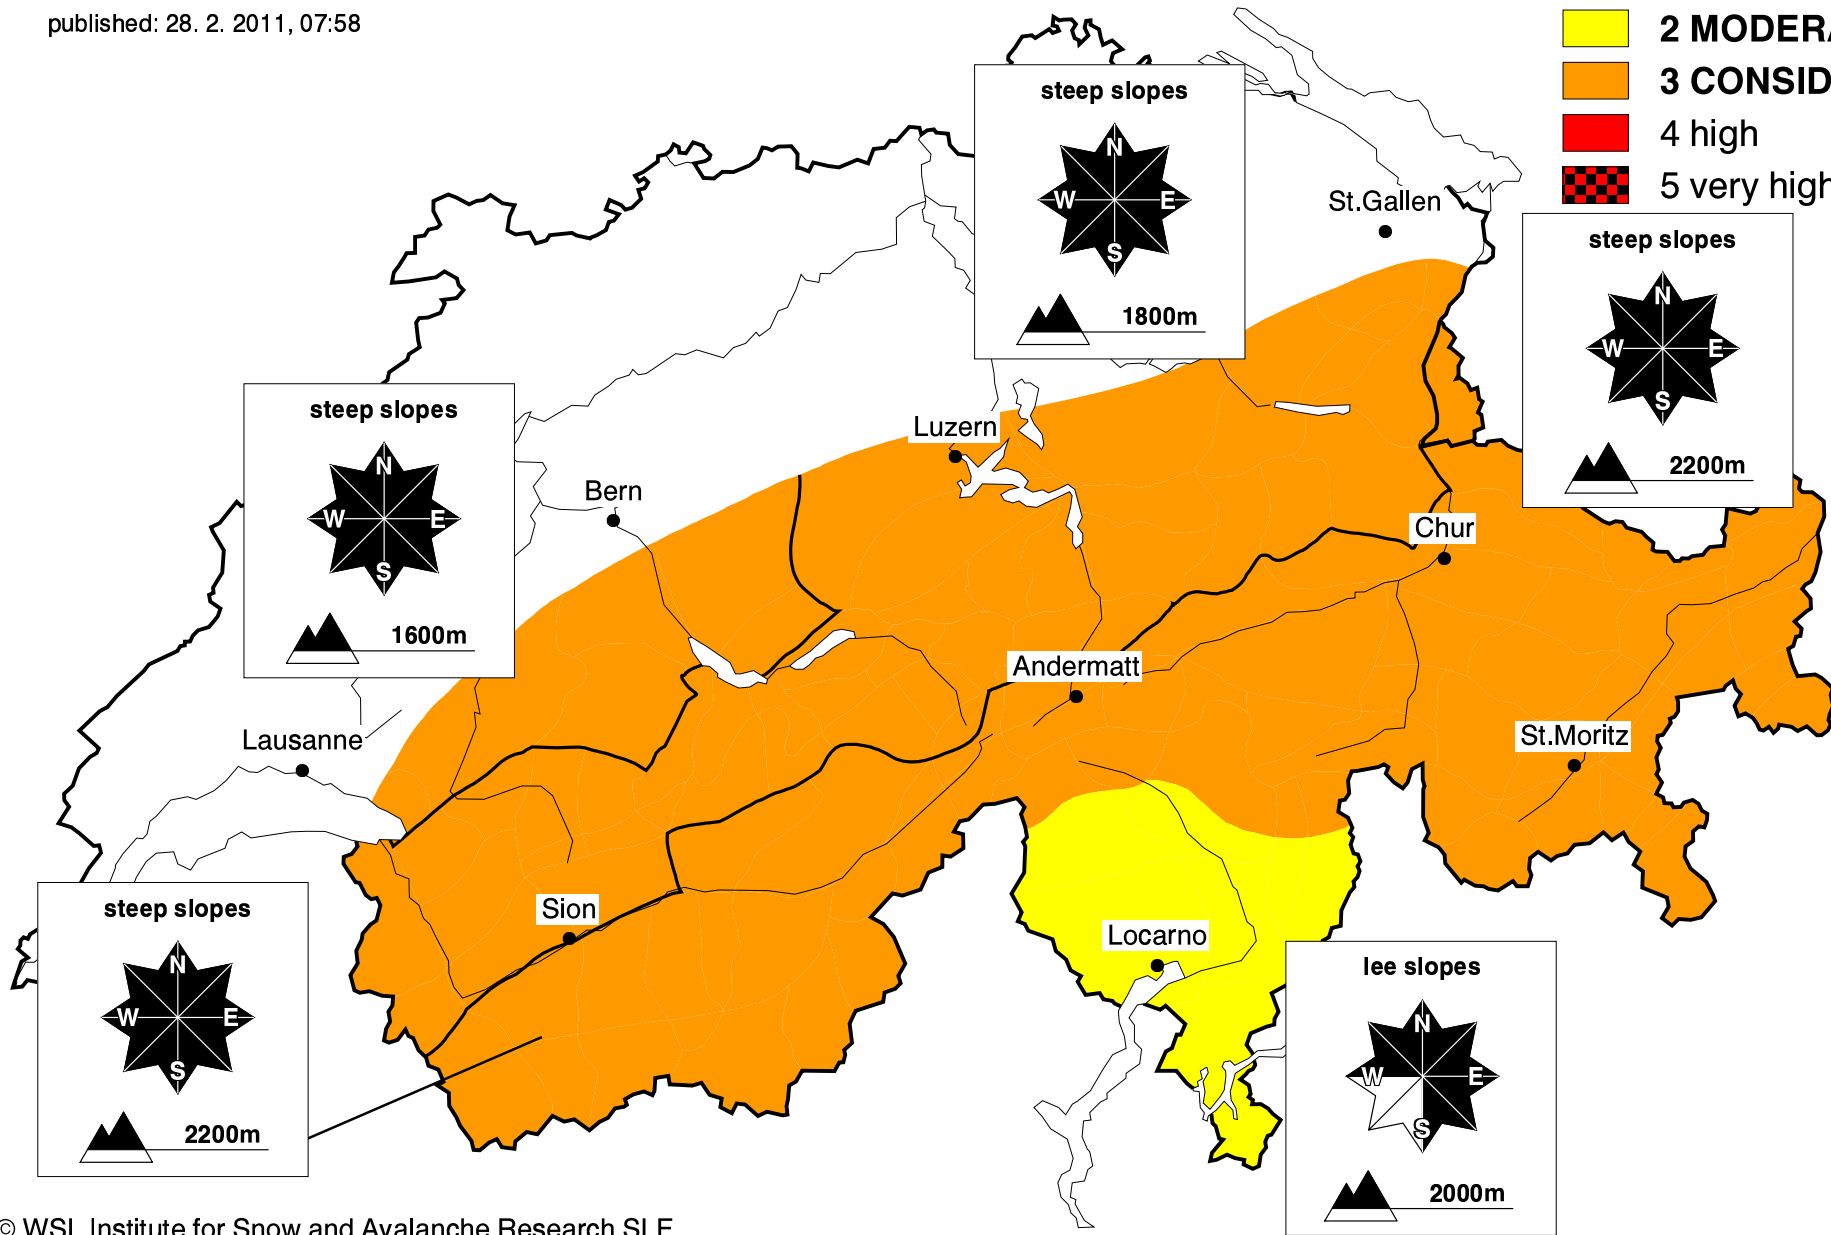 published: 28. 2. 2011, 07:58
2 MODERA
3 CONSID
4 high
5 very high
steep slopes
N
W E
S
1800m
St.Gallen
steep slopes
N
W E
S
2200m
steep slopes
N
W E
S
1600m
Luzern
Bern
Chur
Andermatt
Lausanne
St.Moritz
Sion
Locarno
steep slopes
N
W E
S
2200m
lee slopes
N
W E
S
2000m
© WSL Institute for Snow and Avalanche Research SLF